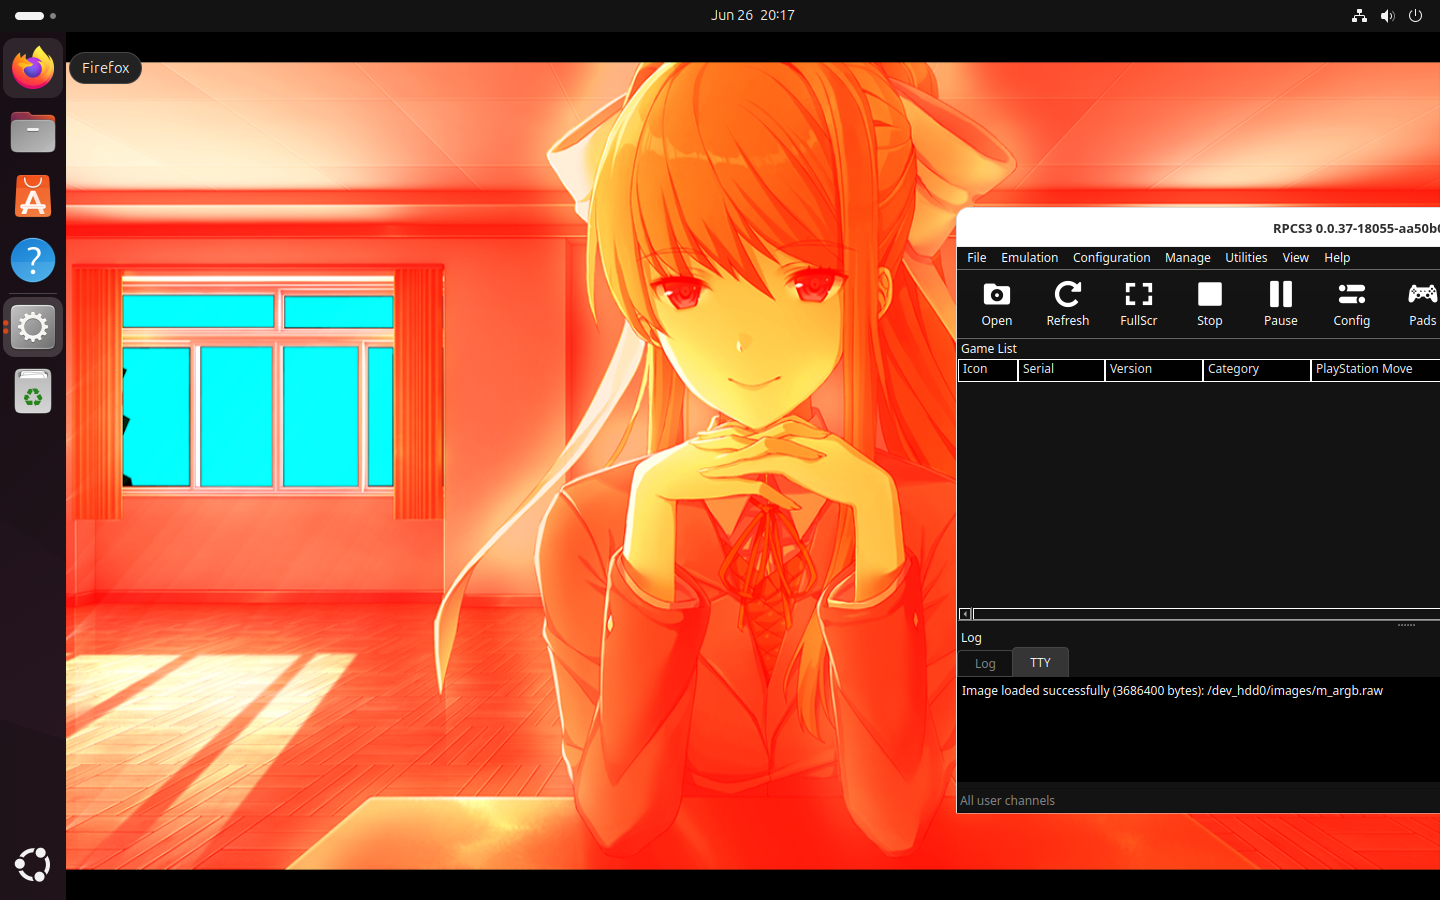 Jun 26 20:17
Firefox
RPCS3 0.0.37-18055-aa50b
File Emulation Configuration Manage Utilities View Help
Open Refresh FullScr Stop Pause Config Pads
Game List
Icon Serial Version Category PlayStation Move
Log
Log TTY
Image loaded successfully (3686400 bytes): /dev_hdd0/images/m_argb.raw
All user channels